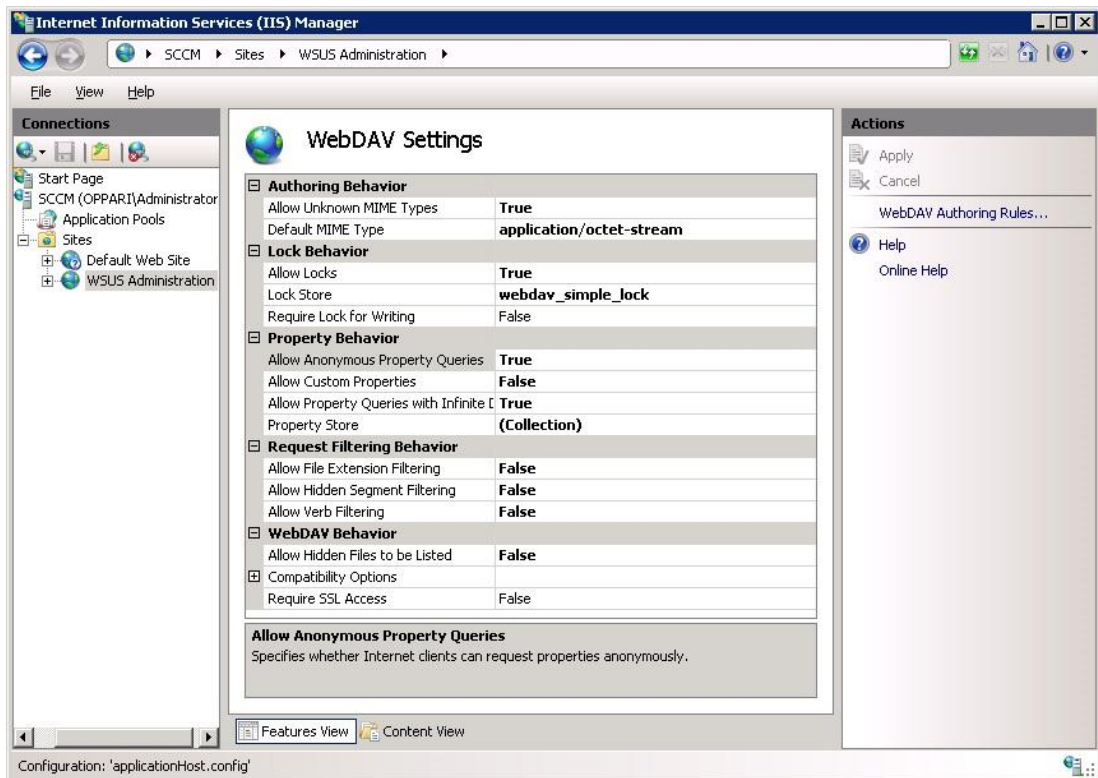 Internet Information Services (IIS) Manager
SCCM Sites WSUS Administration
File View Help
Connections
Start Page
SCCM (OPPARI\Administrator
Application Pools
Sites
Default Web Site
WSUS Administration
WebDAV Settings
Authoring Behavior
Allow Unknown MIME Types True
Default MIME Type application/octet-stream
Lock Behavior
Allow Locks True
Lock Store webdav_simple_lock
Require Lock for Writing False
Property Behavior
Allow Anonymous Property Queries True
Allow Custom Properties False
Allow Property Queries with Infinite D True
Property Store (Collection)
Request Filtering Behavior
Allow File Extension Filtering False
Allow Hidden Segment Filtering False
Allow Verb Filtering False
WebDAV Behavior
Allow Hidden Files to be Listed False
Compatibility Options
Require SSL Access False
Allow Anonymous Property Queries
Specifies whether Internet clients can request properties anonymously.
Features View Content View
Actions
Apply
Cancel
WebDAV Authoring Rules...
Help
Online Help
Configuration: 'applicationHost.config'